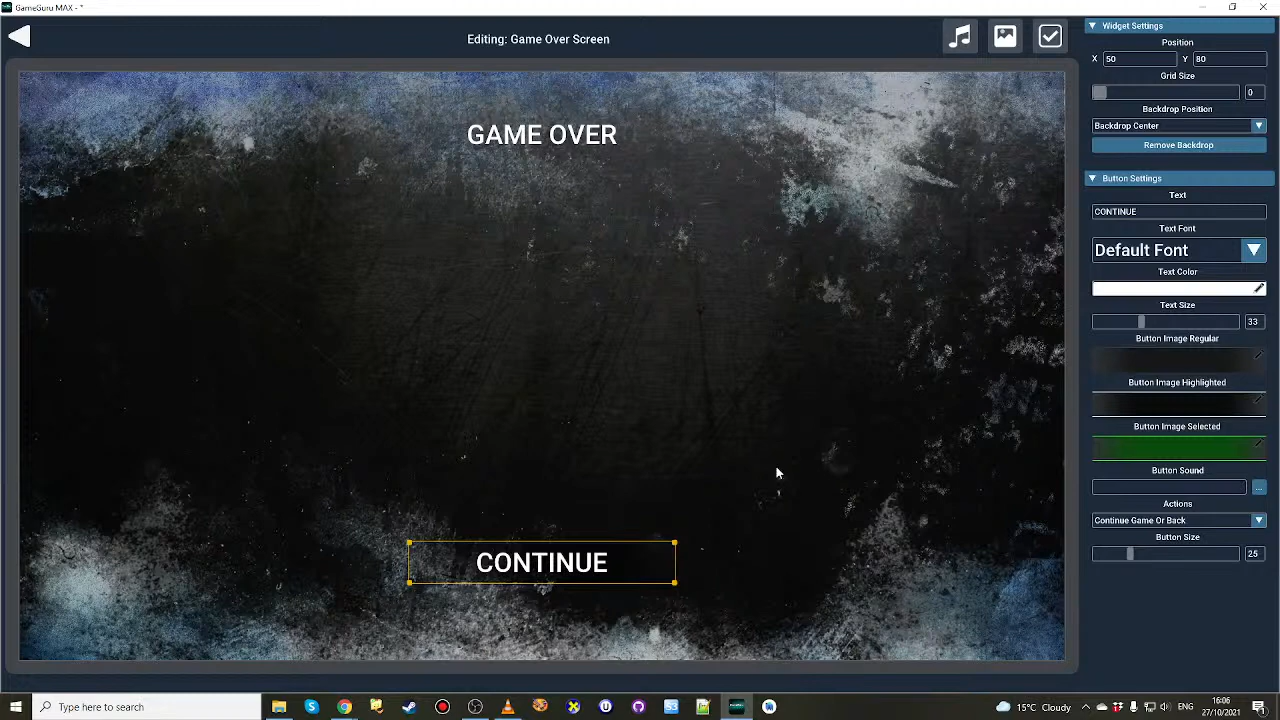 GameGuru MAX - *
Editing: Game Over Screen
GAME OVER
CONTINUE
Widget Settings
Position
X 50 Y 80
Grid Size
0
Backdrop Position
Backdrop Center
Remove Backdrop
Button Settings
Text
CONTINUE
Text Font
Default Font
Text Color
Text Size
33
Button Image Regular
Button Image Highlighted
Button Image Selected
Button Sound
...
Actions
Continue Game Or Back
Button Size
25
Type here to search
15°C Cloudy
16:06
27/10/2021